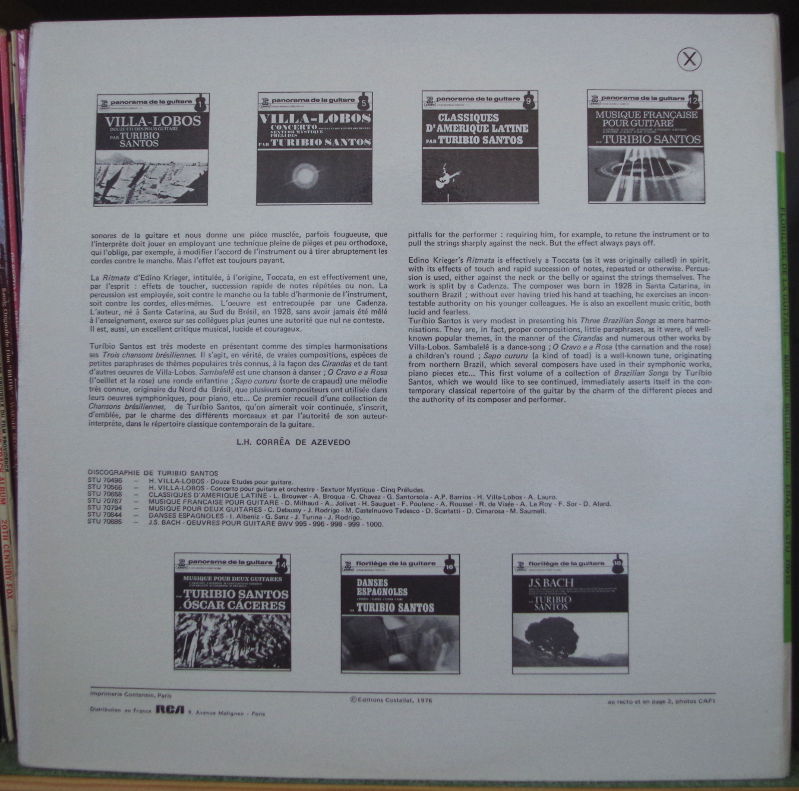 X
panorama de la guitare 1
VILLA-LOBOS
DOUZE ETUDES POUR GUITARE
PAR TURIBIO
SANTOS
panorama de la guitare 5
VILLA-LOBOS
CONCERTO
SEXTUOR MYSTIQUE
PRELUDES
PAR TURIBIO SANTOS
panorama de la guitare 9
CLASSIQUES
D'AMERIQUE LATINE
PAR TURIBIO SANTOS
panorama de la guitare 12
MUSIQUE FRANÇAISE
POUR GUITARE
PAR TURIBIO SANTOS
sonores de la guitare et nous donne une pièce musclée, parfois fougueuse, que
l'interprète doit jouer en employant une technique pleine de pièges et peu orthodoxe,
qui l'oblige, par exemple, à modifier l'accord de l'instrument ou à tirer abruptement les
cordes contre le manche. Mais l'effet est toujours payant.
La Ritmata d'Edino Krieger, intitulée, à l'origine, Toccata, en est effectivement une,
par l'esprit : effets de toucher, succession rapide de notes répétées ou non. La
percussion est employée, soit contre le manche ou la table d'harmonie de l'instrument,
soit contre les cordes, elles-mêmes. L'oeuvre est entrecoupée par une Cadenza.
L'auteur, né à Santa Catarina, au Sud du Brésil, en 1928, sans avoir jamais été mêlé
à l'enseignement, exerce sur ses collègues plus jeunes une autorité que nul ne conteste.
Il est, aussi, un excellent critique musical, lucide et courageux.
Turíbio Santos est très modeste en présentant comme des simples harmonisations
ses Trois chansons brésiliennes. Il s'agit, en vérité, de vraies compositions, espèces de
petites paraphrases de thèmes populaires très connus, à la façon des Cirandas et de tant
d'autres oeuvres de Villa-Lobos. Sambalelê est une chanson à danser ; O Cravo e a Rosa
(l'oeillet et la rose) une ronde enfantine ; Sapo cururu (sorte de crapaud) une mélodie
très connue, originaire du Nord du Brésil, que plusieurs compositeurs ont utilisée dans
leurs oeuvres symphoniques, pour piano, etc... Ce premier recueil d'une collection de
Chansons brésiliennes, de Turíbio Santos, qu'on aimerait voir continuée, s'inscrit,
d'emblée, par le charme des différents morceaux et par l'autorité de son auteur-
interprète, dans le répertoire classique contemporain de la guitare.
L.H. CORRÊA DE AZEVEDO
pitfalls for the performer : requiring him, for example, to retune the instrument or to
pull the strings sharply against the neck. But the effect always pays off.
Edino Krieger's Ritmata is effectively a Toccata (as it was originally called) in spirit,
with its effects of touch and rapid succession of notes, repeated or otherwise. Percus-
sion is used, either against the neck or the belly or against the strings themselves. The
work is split by a Cadenza. The composer was born in 1928 in Santa Catarina, in
southern Brazil ; without ever having tried his hand at teaching, he exercises an incon-
testable authority on his younger colleagues. He is also an excellent music critic, both
lucid and fearless.
Turíbio Santos is very modest in presenting his Three Brazilian Songs as mere harmo-
nisations. They are, in fact, proper compositions, little paraphrases, as it were, of well-
known popular themes, in the manner of the Cirandas and numerous other works by
Villa-Lobos. Sambalelê is a dance-song ; O Cravo e a Rosa (the carnation and the rose)
a children's round ; Sapo cururu (a kind of toad) is a well-known tune, originating
from northern Brazil, which several composers have used in their symphonic works,
piano pieces etc... This first volume of a collection of Brazilian Songs by Turíbio
Santos, which we would like to see continued, immediately asserts itself in the con-
temporary classical repertoire of the guitar by the charm of the different pieces and
the authority of its composer and performer.
DISCOGRAPHIE DE TURIBIO SANTOS
STU 70496 — H. VILLA-LOBOS - Douze Etudes pour guitare.
STU 70566 — H. VILLA-LOBOS - Concerto pour guitare et orchestre - Sextuor Mystique - Cinq Préludes.
STU 70658 — CLASSIQUES D'AMERIQUE LATINE - L. Brouwer - A. Broqua - C. Chavez - G. Santorsola - A.P. Barrios - H. Villa-Lobos - A. Lauro.
STU 70767 — MUSIQUE FRANÇAISE POUR GUITARE - D. Milhaud - A. Jolivet - H. Sauguet - F. Poulenc - A. Roussel - R. de Visée - A. Le Roy - F. Sor - D. Alard.
STU 70794 — MUSIQUE POUR DEUX GUITARES - C. Debussy - J. Rodrigo - M. Castelnuovo Tedesco - D. Scarlatti - D. Cimarosa - M. Saumell.
STU 70844 — DANSES ESPAGNOLES - I. Albeniz - G. Sanz - J. Turina - J. Rodrigo.
STU 70885 — J.S. BACH - OEUVRES POUR GUITARE BWV 995 - 996 - 998 - 999 - 1000.
panorama de la guitare 14
MUSIQUE POUR DEUX GUITARES
PAR TURIBIO SANTOS
OSCAR CÁCERES
florilège de la guitare 16
DANSES
ESPAGNOLES
PAR TURIBIO SANTOS
florilège de la guitare 18
J.S. BACH
PAR TURIBIO
SANTOS
Imprimerie Contensin, Paris
Distribution en France RCA 9, Avenue Matignon - Paris
©Editions Costallat, 1976
au recto et en page 2, photos CAFI
20TH CENTURY FOX